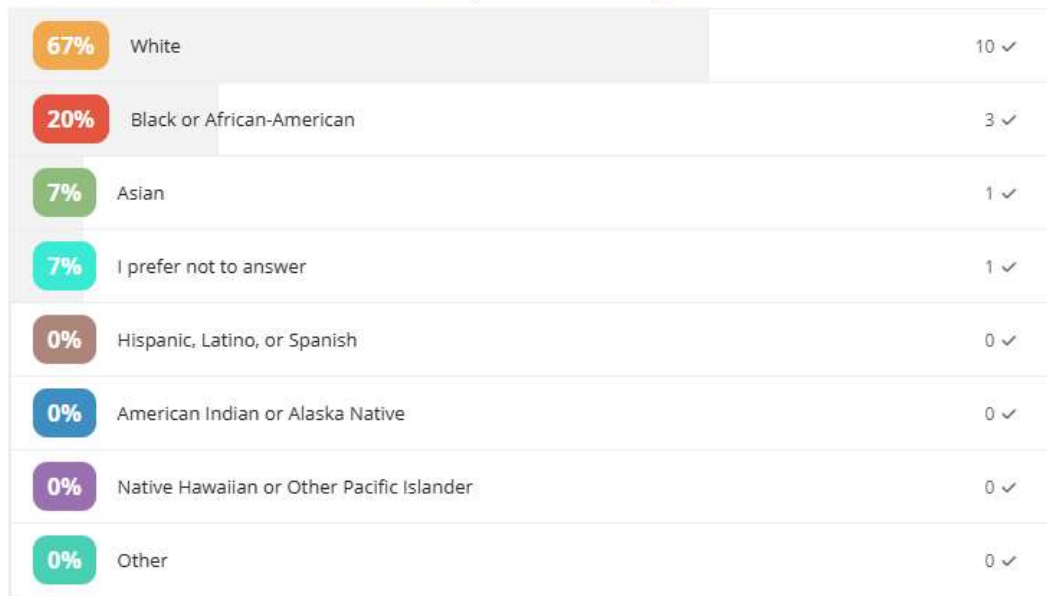 67% White 10 ✓
20% Black or African-American 3 ✓
7% Asian 1 ✓
7% I prefer not to answer 1 ✓
0% Hispanic, Latino, or Spanish 0 ✓
0% American Indian or Alaska Native 0 ✓
0% Native Hawaiian or Other Pacific Islander 0 ✓
0% Other 0 ✓